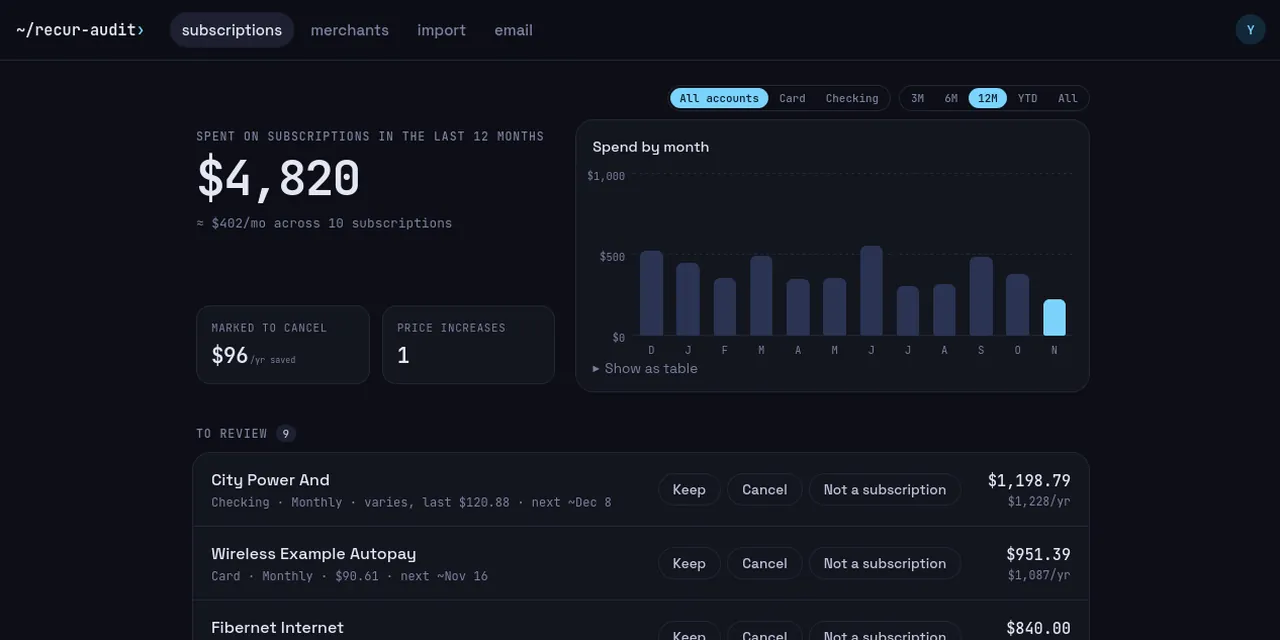 ~/recur-audit›
subscriptions merchants import email
Y
All accounts Card Checking
3M 6M 12M YTD All
SPENT ON SUBSCRIPTIONS IN THE LAST 12 MONTHS
$4,820
≈ $402/mo across 10 subscriptions
MARKED TO CANCEL
$96 /yr saved
PRICE INCREASES
1
Spend by month
$1,000
$500
$0
D J F M A M J J A S O N
▸ Show as table
TO REVIEW 9
City Power And
Checking · Monthly · varies, last $120.88 · next ~Dec 8
Keep Cancel Not a subscription
$1,198.79
$1,228/yr
Wireless Example Autopay
Card · Monthly · $90.61 · next ~Nov 16
Keep Cancel Not a subscription
$951.39
$1,087/yr
Fibernet Internet
Keep Cancel Not a subscription
$840.00